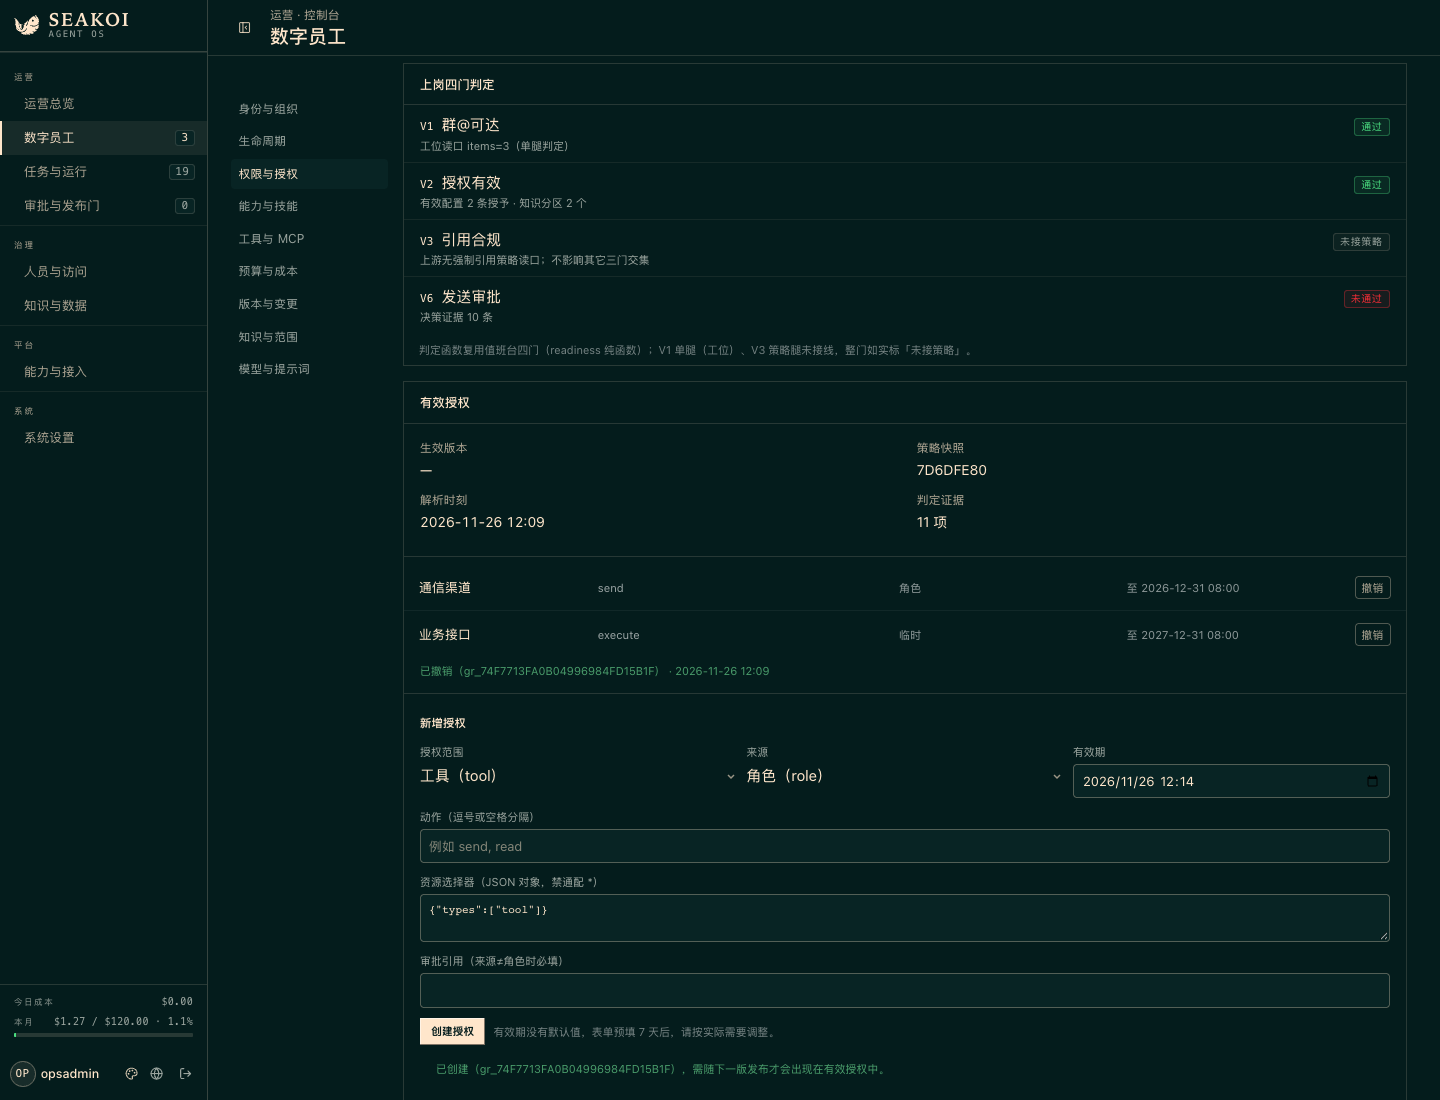 SEAKOI
AGENT OS
运营
运营总览
数字员工 3
任务与运行 19
审批与发布门 0
治理
人员与访问
知识与数据
平台
能力与接入
系统
系统设置
今日成本 $0.00
本月 $1.27 / $120.00 · 1.1%
OP opsadmin
运营 · 控制台
数字员工
身份与组织
生命周期
权限与授权
能力与技能
工具与 MCP
预算与成本
版本与变更
知识与范围
模型与提示词
上岗四门判定
V1 群@可达 通过
工位读口 items=3（单腿判定）
V2 授权有效 通过
有效配置 2 条授予 · 知识分区 2 个
V3 引用合规 未接策略
上游无强制引用策略读口；不影响其它三门交集
V6 发送审批 未通过
决策证据 10 条
判定函数复用值班台四门（readiness 纯函数）；V1 单腿（工位）、V3 策略腿未接线，整门如实标「未接策略」。
有效授权
生效版本 策略快照
— 7D6DFE80
解析时刻 判定证据
2026-11-26 12:09 11 项
通信渠道 send 角色 至 2026-12-31 08:00 撤销
业务接口 execute 临时 至 2027-12-31 08:00 撤销
已撤销（gr_74F7713FA0B04996984FD15B1F） · 2026-11-26 12:09
新增授权
授权范围 来源 有效期
工具（tool） 角色（role） 2026/11/26 12:14
动作（逗号或空格分隔）
例如 send, read
资源选择器（JSON 对象，禁通配 *）
{"types":["tool"]}
审批引用（来源≠角色时必填）
创建授权 有效期没有默认值，表单预填 7 天后，请按实际需要调整。
已创建（gr_74F7713FA0B04996984FD15B1F），需随下一版发布才会出现在有效授权中。